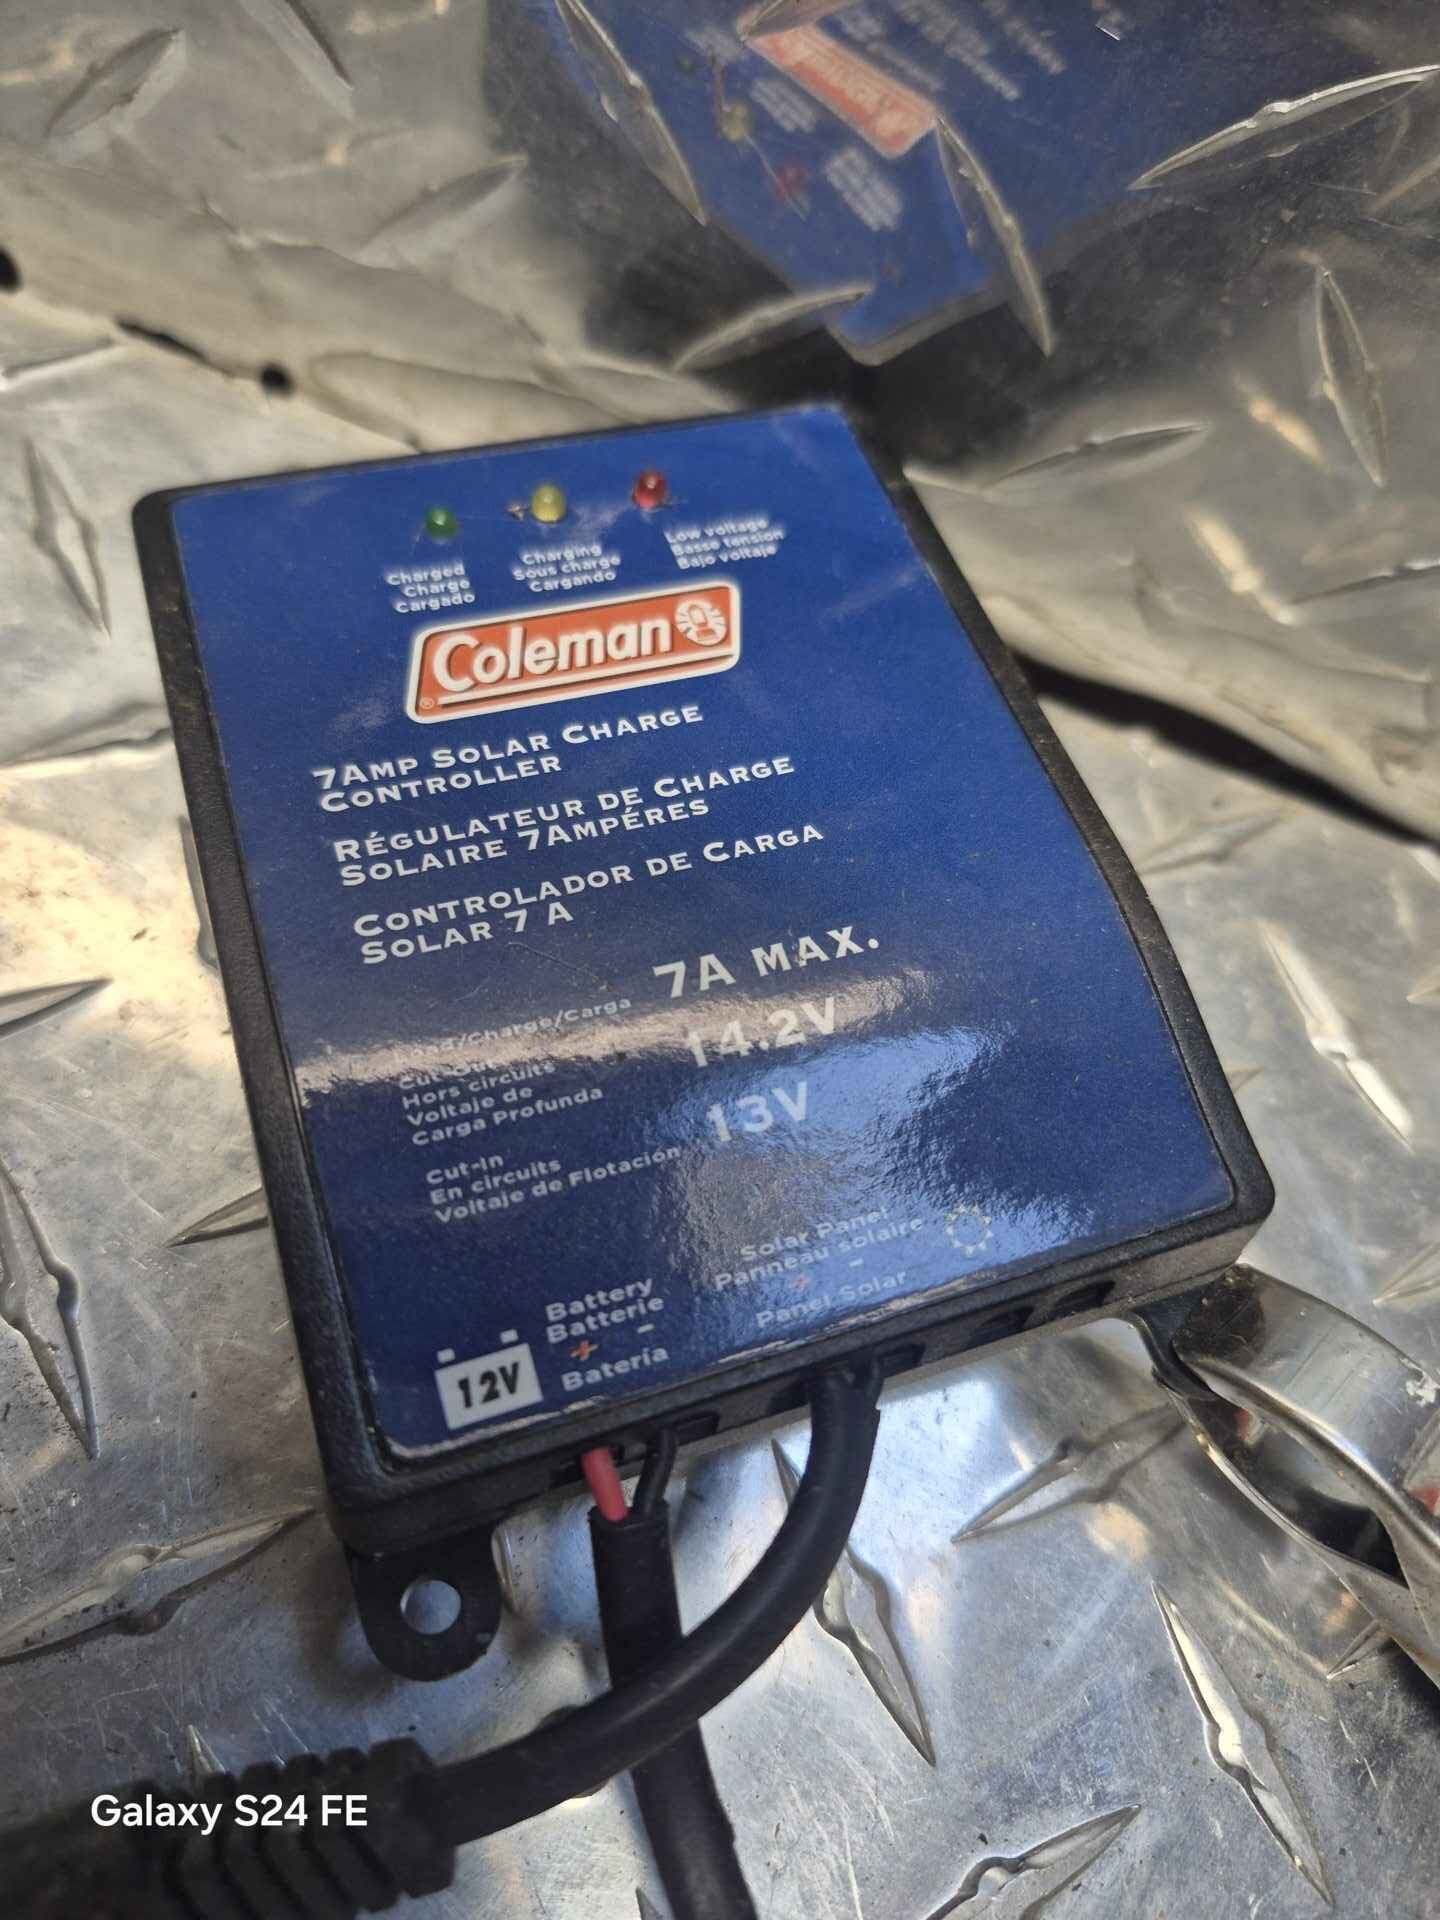 Charged
Charge
Cargado
Charging
Sous charge
Cargando
Low voltage
Basse tension
Bajo voltaje
Coleman
®
7AMP SOLAR CHARGE
CONTROLLER
RÉGULATEUR DE CHARGE
SOLAIRE 7AMPÉRES
CONTROLADOR DE CARGA
SOLAR 7 A
Load/Charge/Carga 7A MAX.
Cut-Out 14.2V
Hors circuits
Voltaje de
Carga Profunda
Cut-In 13V
En circuits
Voltaje de Flotación
Battery
Batterie
+ -
Batería
12V
Solar Panel
Panneau solaire
+ -
Panel Solar
Galaxy S24 FE